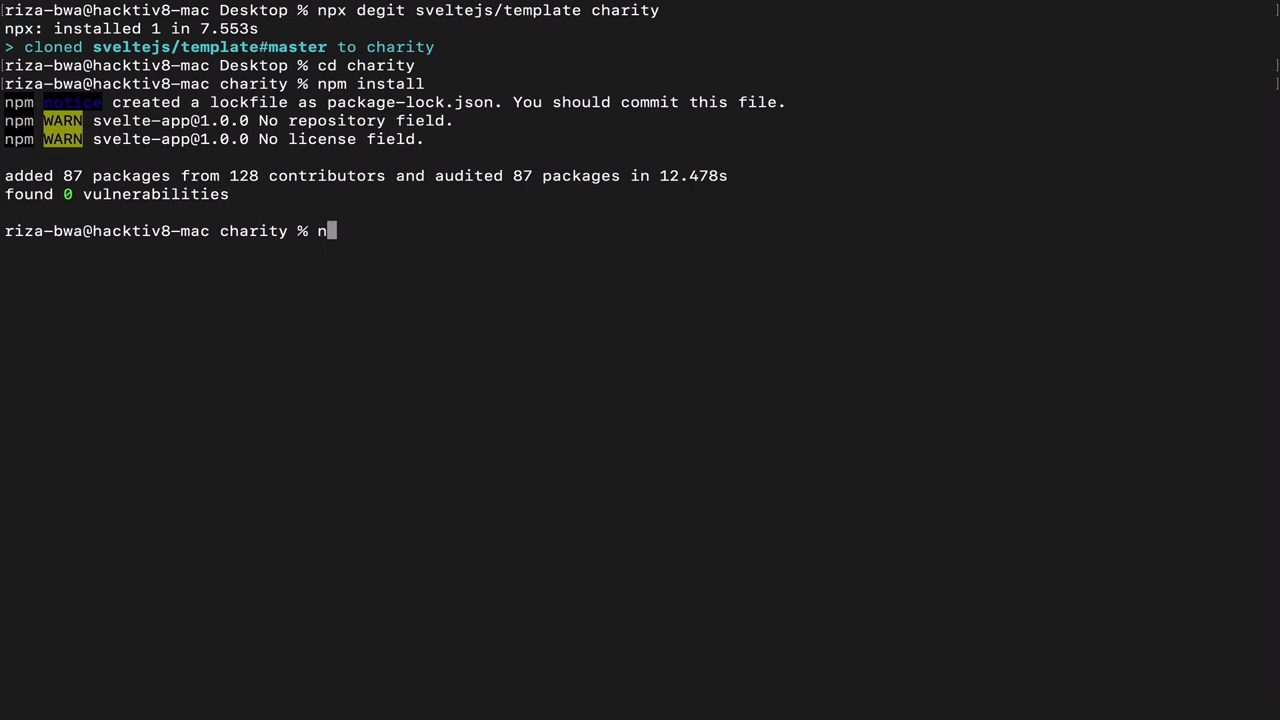 riza-bwa@hacktiv8-mac Desktop % npx degit sveltejs/template charity
npx: installed 1 in 7.553s
> cloned sveltejs/template#master to charity
riza-bwa@hacktiv8-mac Desktop % cd charity
riza-bwa@hacktiv8-mac charity % npm install
npm notice created a lockfile as package-lock.json. You should commit this file.
npm WARN svelte-app@1.0.0 No repository field.
npm WARN svelte-app@1.0.0 No license field.
added 87 packages from 128 contributors and audited 87 packages in 12.478s
found 0 vulnerabilities
riza-bwa@hacktiv8-mac charity % n